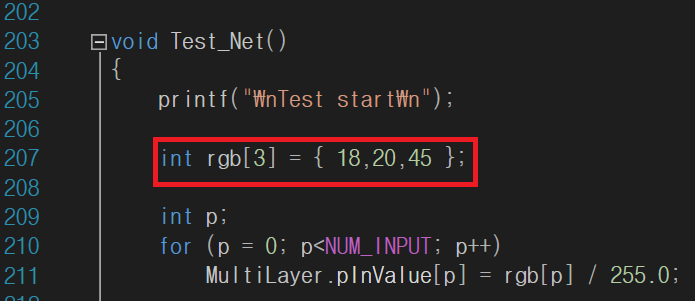 202
203 void Test_Net()
204 {
205 printf("₩nTest start₩n");
206
207 int rgb[3] = { 18,20,45 };
208
209 int p;
210 for (p = 0; p<NUM_INPUT; p++)
211 MultiLayer.pInValue[p] = rgb[p] / 255.0;